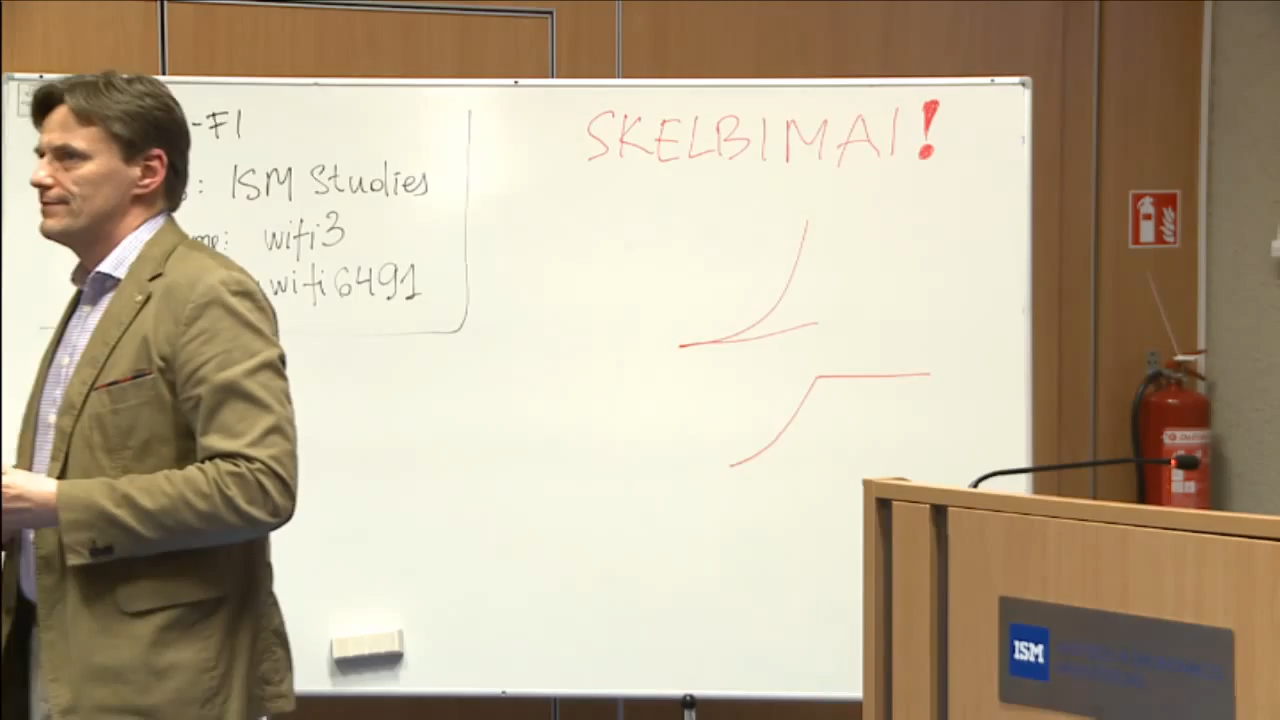 -FI
SKELBIMAI!
: ISM Studies
wifi3
wifi6491
ISM